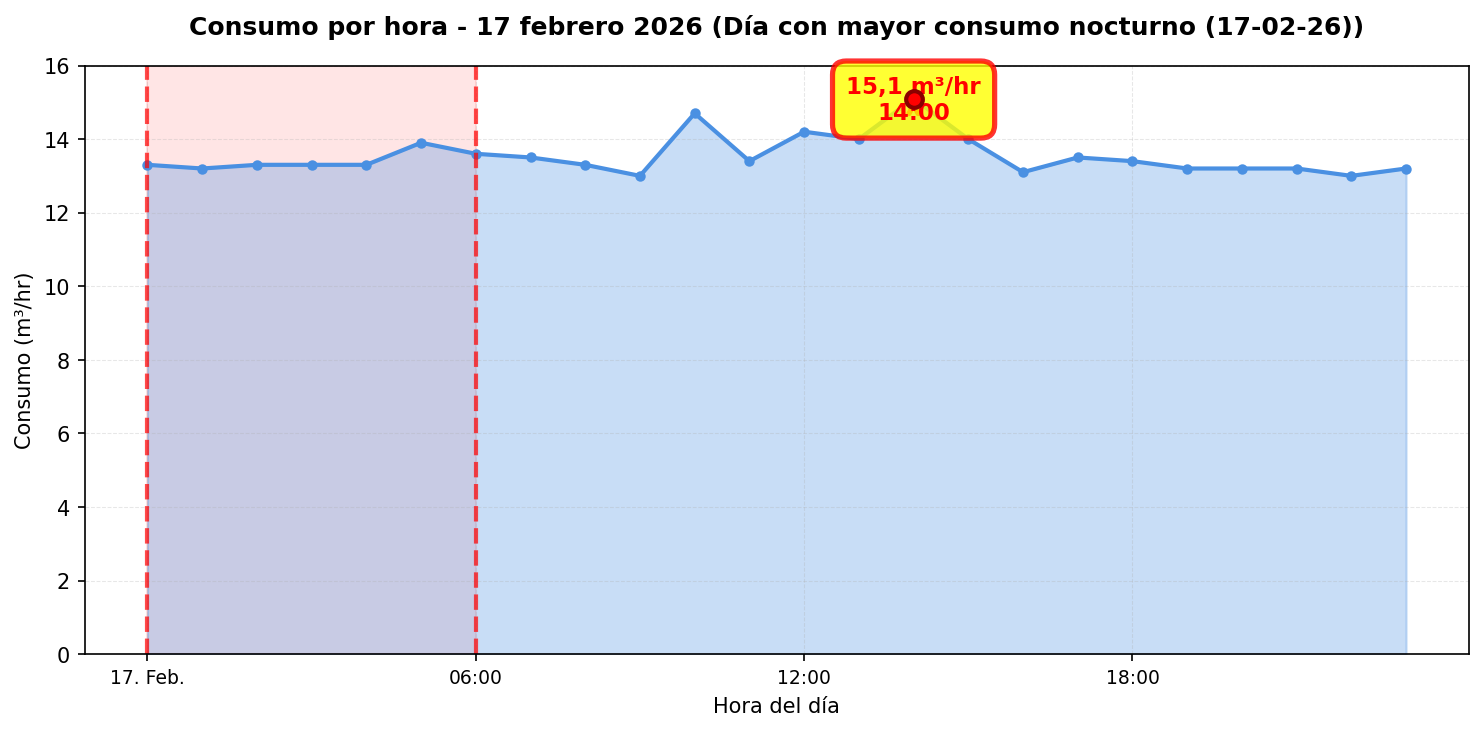 Consumo por hora - 17 febrero 2026 (Día con mayor consumo nocturno (17-02-26))
Consumo (m³/hr)
16
14
12
10
8
6
4
2
0
15,1 m³/hr
14:00
17. Feb.
06:00
12:00
18:00
Hora del día